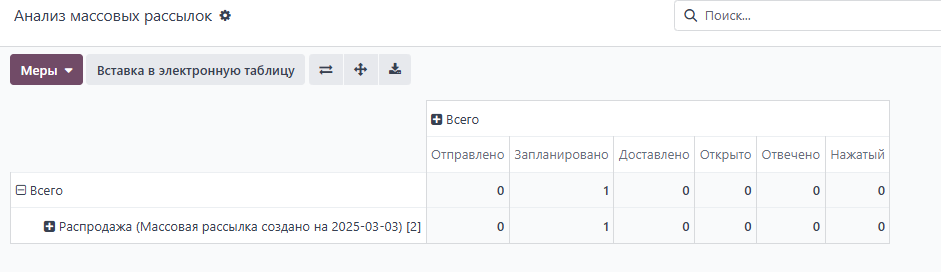 Анализ массовых рассылок
Поиск...
Меры Вставка в электронную таблицу
Всего
Отправлено Запланировано Доставлено Открыто Отвечено Нажатый
Всего 0 1 0 0 0 0
Распродажа (Массовая рассылка создано на 2025-03-03) [2] 0 1 0 0 0 0